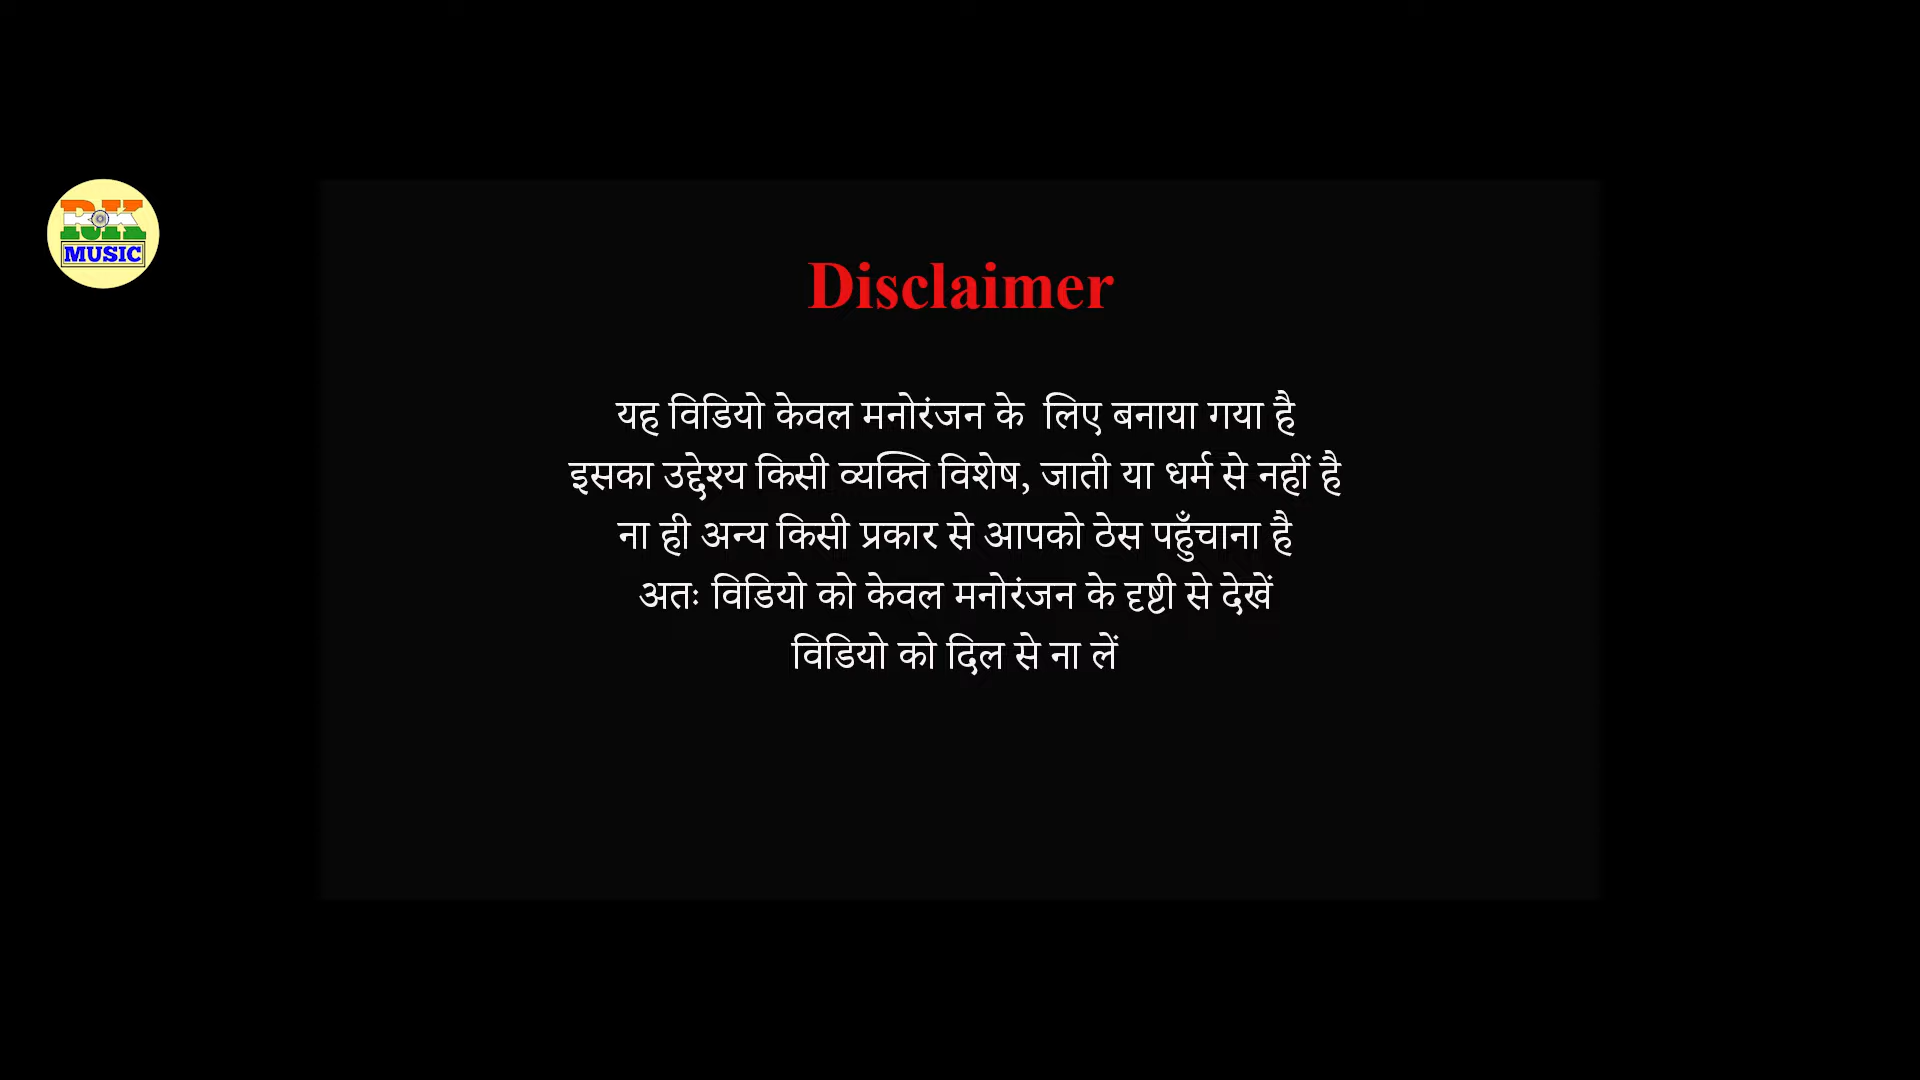 RJK
MUSIC
Disclaimer
यह विडियो केवल मनोरंजन के लिए बनाया गया है
इसका उद्देश्य किसी व्यक्ति विशेष, जाती या धर्म से नहीं है
ना ही अन्य किसी प्रकार से आपको ठेस पहुँचाना है
अतः विडियो को केवल मनोरंजन के दृष्टी से देखें
विडियो को दिल से ना लें